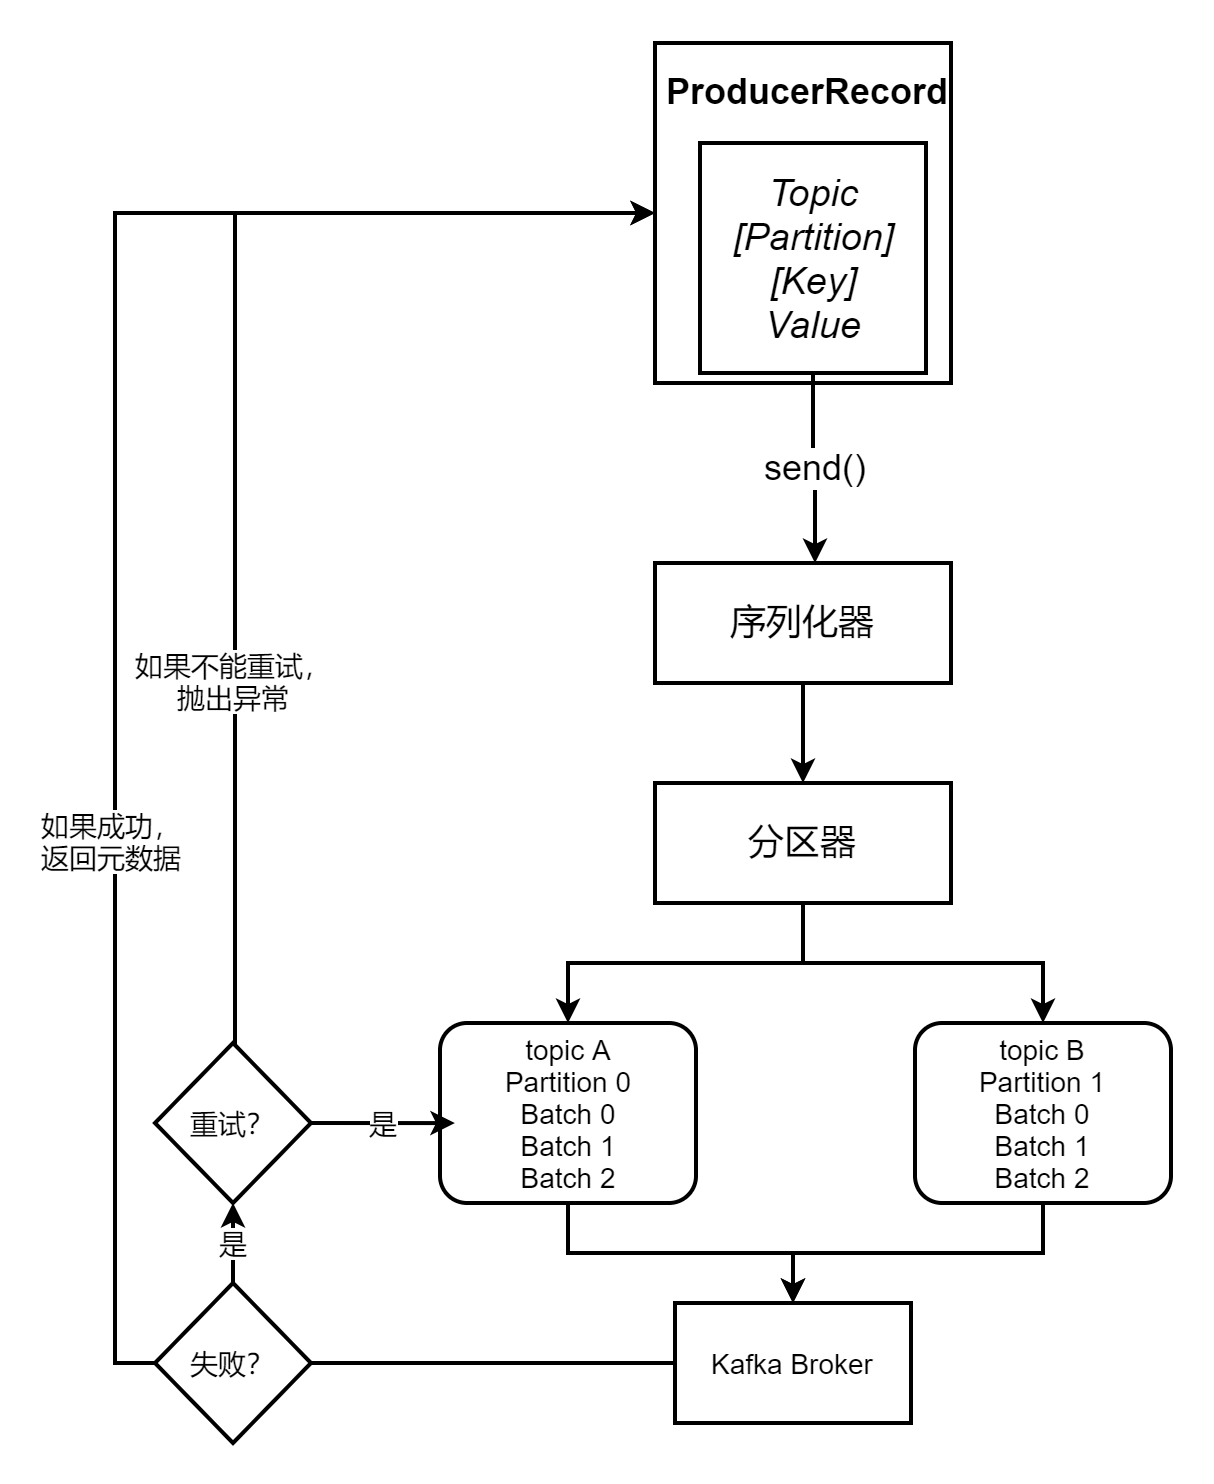 ProducerRecord
Topic
[Partition]
[Key]
Value
send()
序列化器
如果不能重试，
抛出异常
分区器
如果成功，
返回元数据
topic A
Partition 0
Batch 0
Batch 1
Batch 2
topic B
Partition 1
Batch 0
Batch 1
Batch 2
重试？
是
是
失败？
Kafka Broker